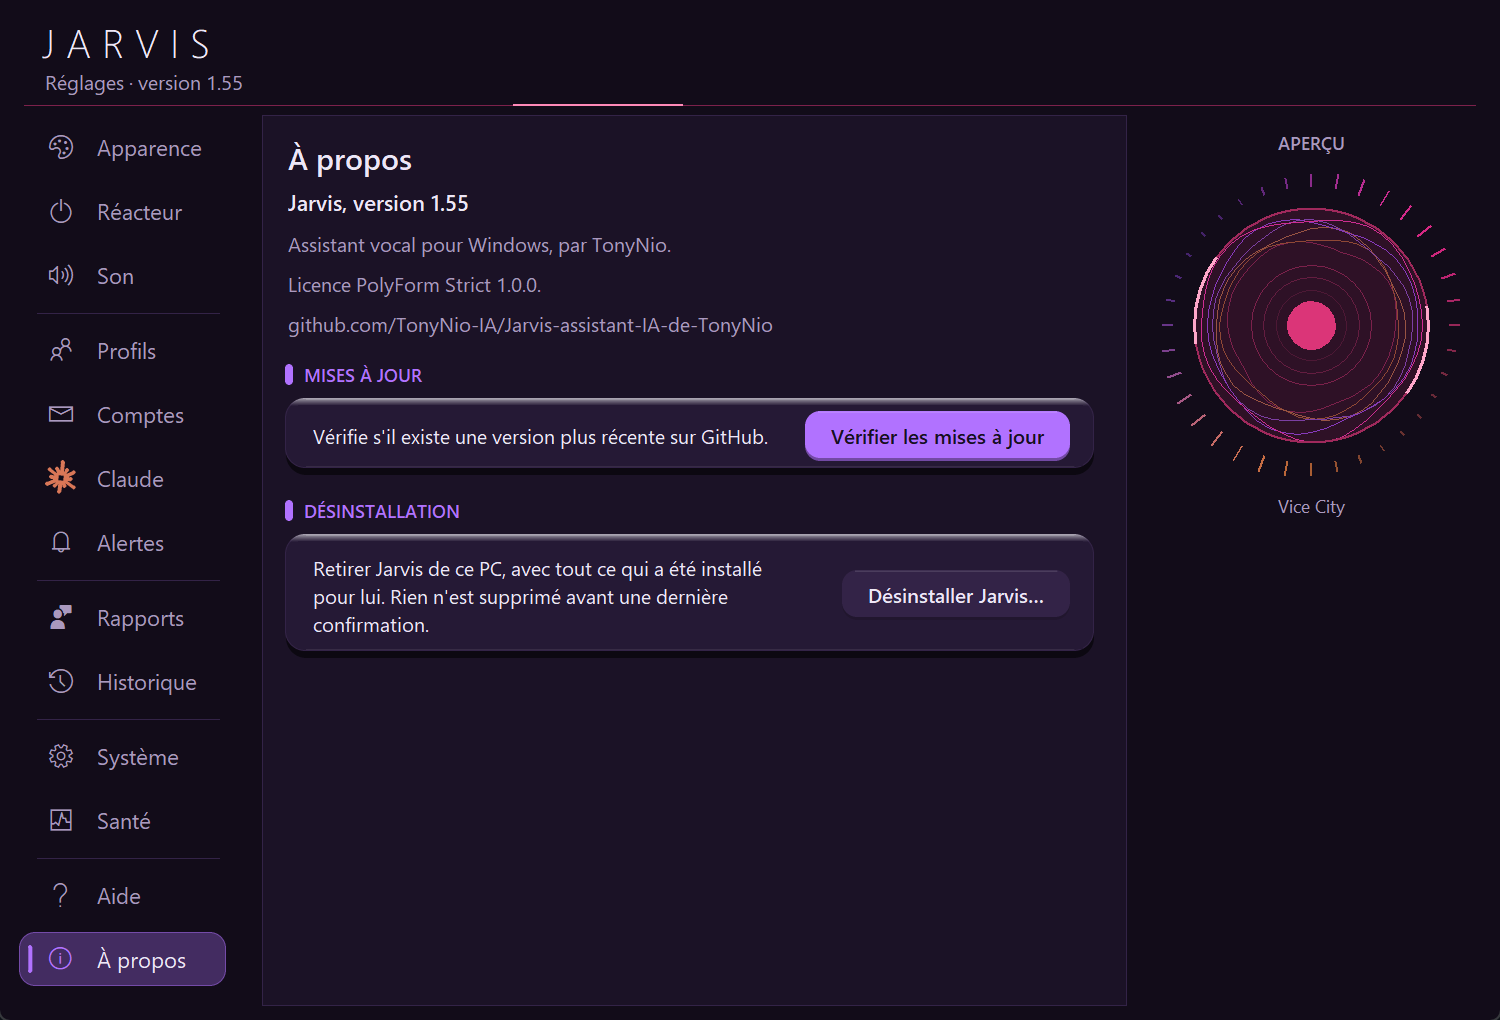 JARVIS
Réglages · version 1.55
Apparence
Réacteur
Son
Profils
Comptes
Claude
Alertes
Rapports
Historique
Système
Santé
Aide
À propos
À propos
Jarvis, version 1.55
Assistant vocal pour Windows, par TonyNio.
Licence PolyForm Strict 1.0.0.
github.com/TonyNio-IA/Jarvis-assistant-IA-de-TonyNio
MISES À JOUR
Vérifie s'il existe une version plus récente sur GitHub.
Vérifier les mises à jour
DÉSINSTALLATION
Retirer Jarvis de ce PC, avec tout ce qui a été installé
pour lui. Rien n'est supprimé avant une dernière
confirmation.
Désinstaller Jarvis...
APERÇU
Vice City